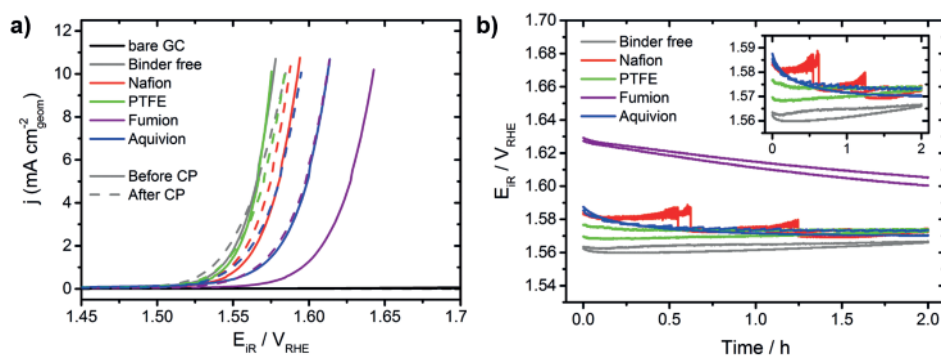 a)
j (mA cm⁻²geom)
12
10
8
6
4
2
0
bare GC
Binder free
Nafion
PTFE
Fumion
Aquivion
Before CP
After CP
1.45 1.50 1.55 1.60 1.65 1.7
E_iR / V_RHE
b)
E_iR / V_RHE
1.70
1.68
1.66
1.64
1.62
1.60
1.58
1.56
1.54
Binder free
Nafion
PTFE
Fumion
Aquivion
1.59
1.58
1.57
1.56
0 1 2
0.0 0.5 1.0 1.5 2.0
Time / h